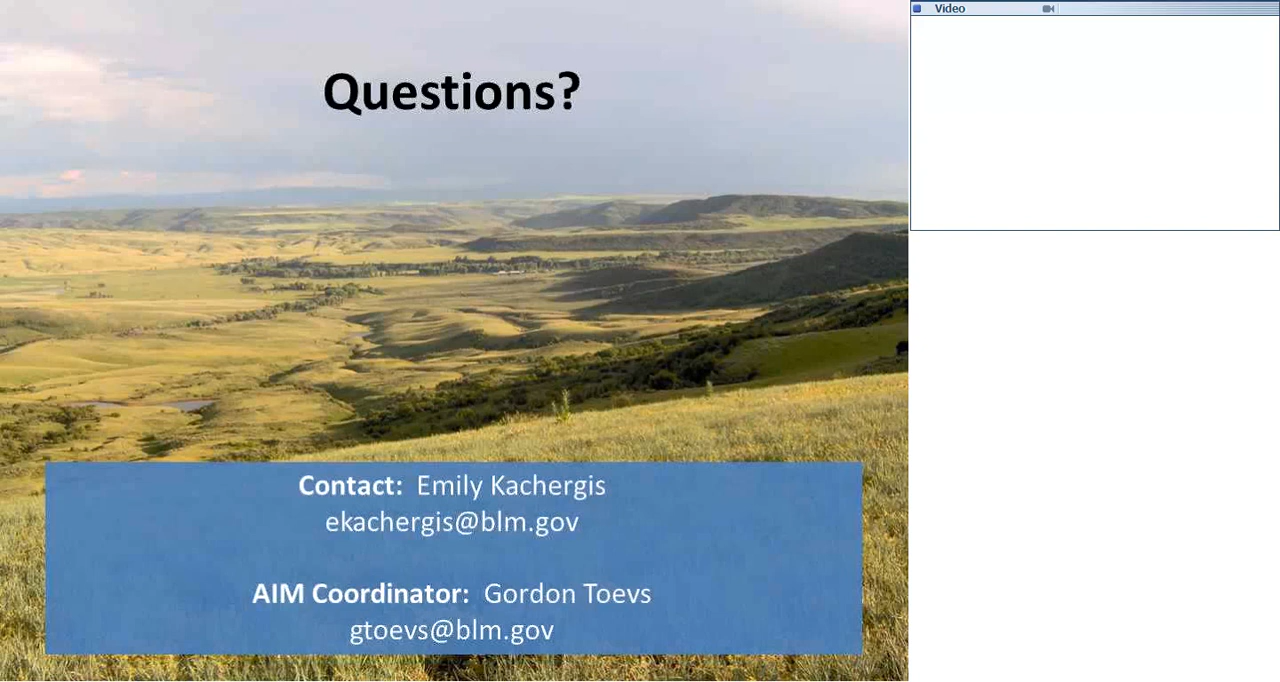 Video
Questions?
Contact: Emily Kachergis
ekachergis@blm.gov
AIM Coordinator: Gordon Toevs
gtoevs@blm.gov